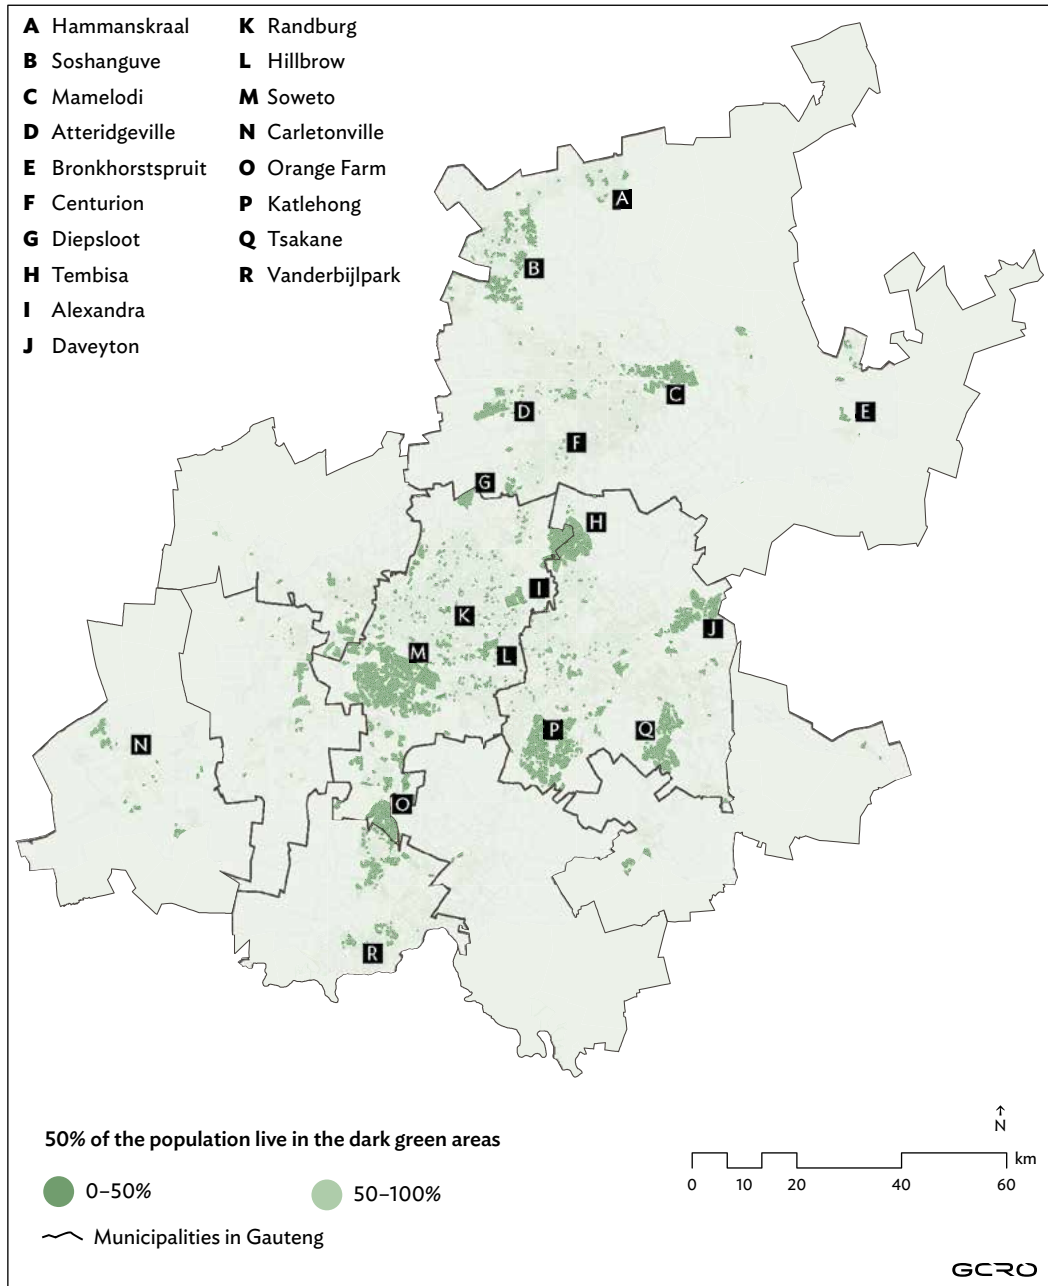 A Hammanskraal
B Soshanguve
C Mamelodi
D Atteridgeville
E Bronkhorstspruit
F Centurion
G Diepsloot
H Tembisa
I Alexandra
J Daveyton
K Randburg
L Hillbrow
M Soweto
N Carletonville
O Orange Farm
P Katlehong
Q Tsakane
R Vanderbijlpark
A
B
C
D
E
F
G
H
I
J
K
L
M
N
P
Q
O
R
50% of the population live in the dark green areas
0–50%
50–100%
Municipalities in Gauteng
N
km
0 10 20 40 60
GCRO